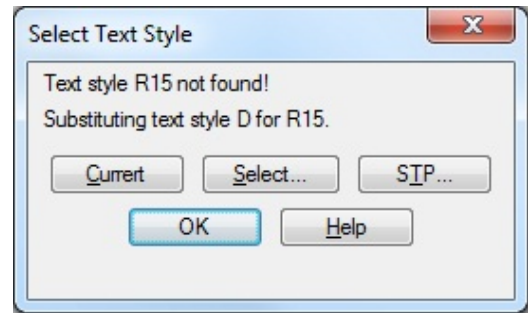 Select Text Style
Text style R15 not found!
Substituting text style D for R15.
Current Select... STP...
OK Help